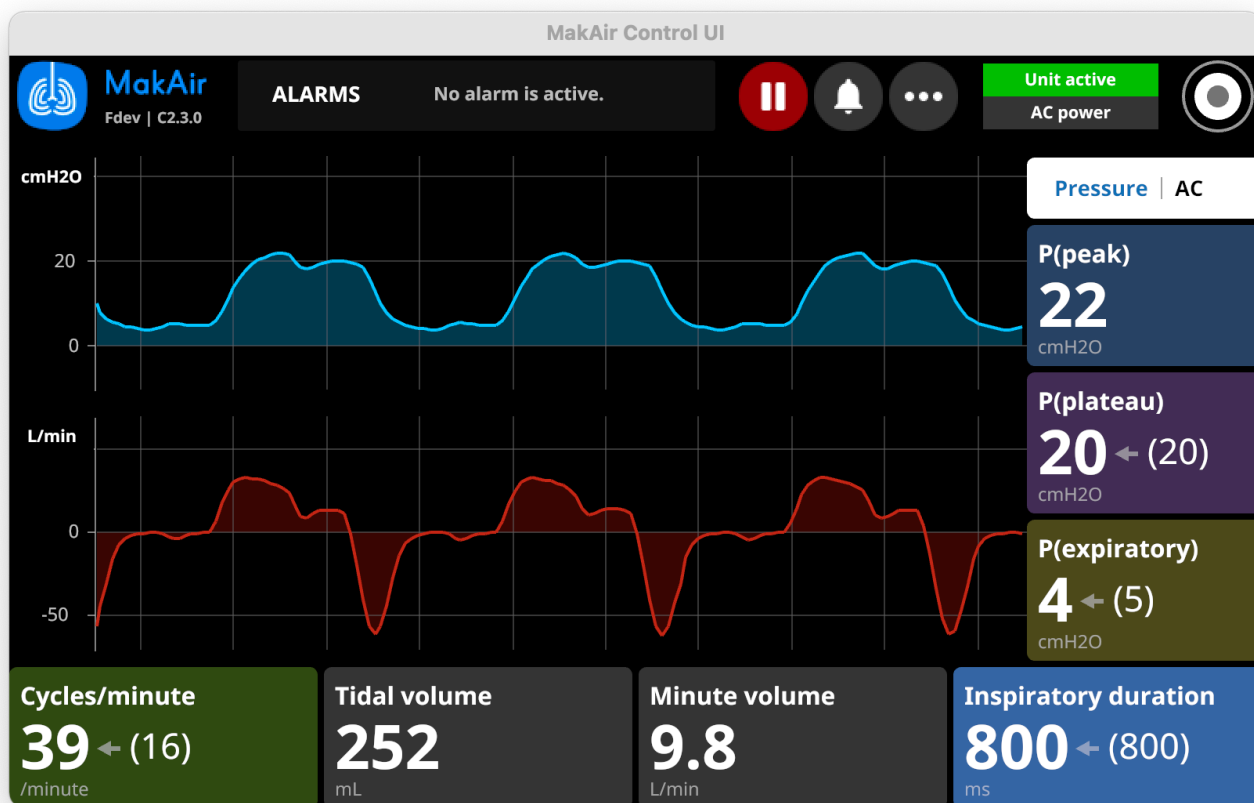 MakAir Control UI
MakAir
Fdev | C2.3.0
ALARMS No alarm is active.
Unit active
AC power
cmH2O
20
0
L/min
0
-50
Pressure | AC
P(peak)
22
cmH2O
P(plateau)
20 (20)
cmH2O
P(expiratory)
4 (5)
cmH2O
Cycles/minute
39 (16)
/minute
Tidal volume
252
mL
Minute volume
9.8
L/min
Inspiratory duration
800 (800)
ms